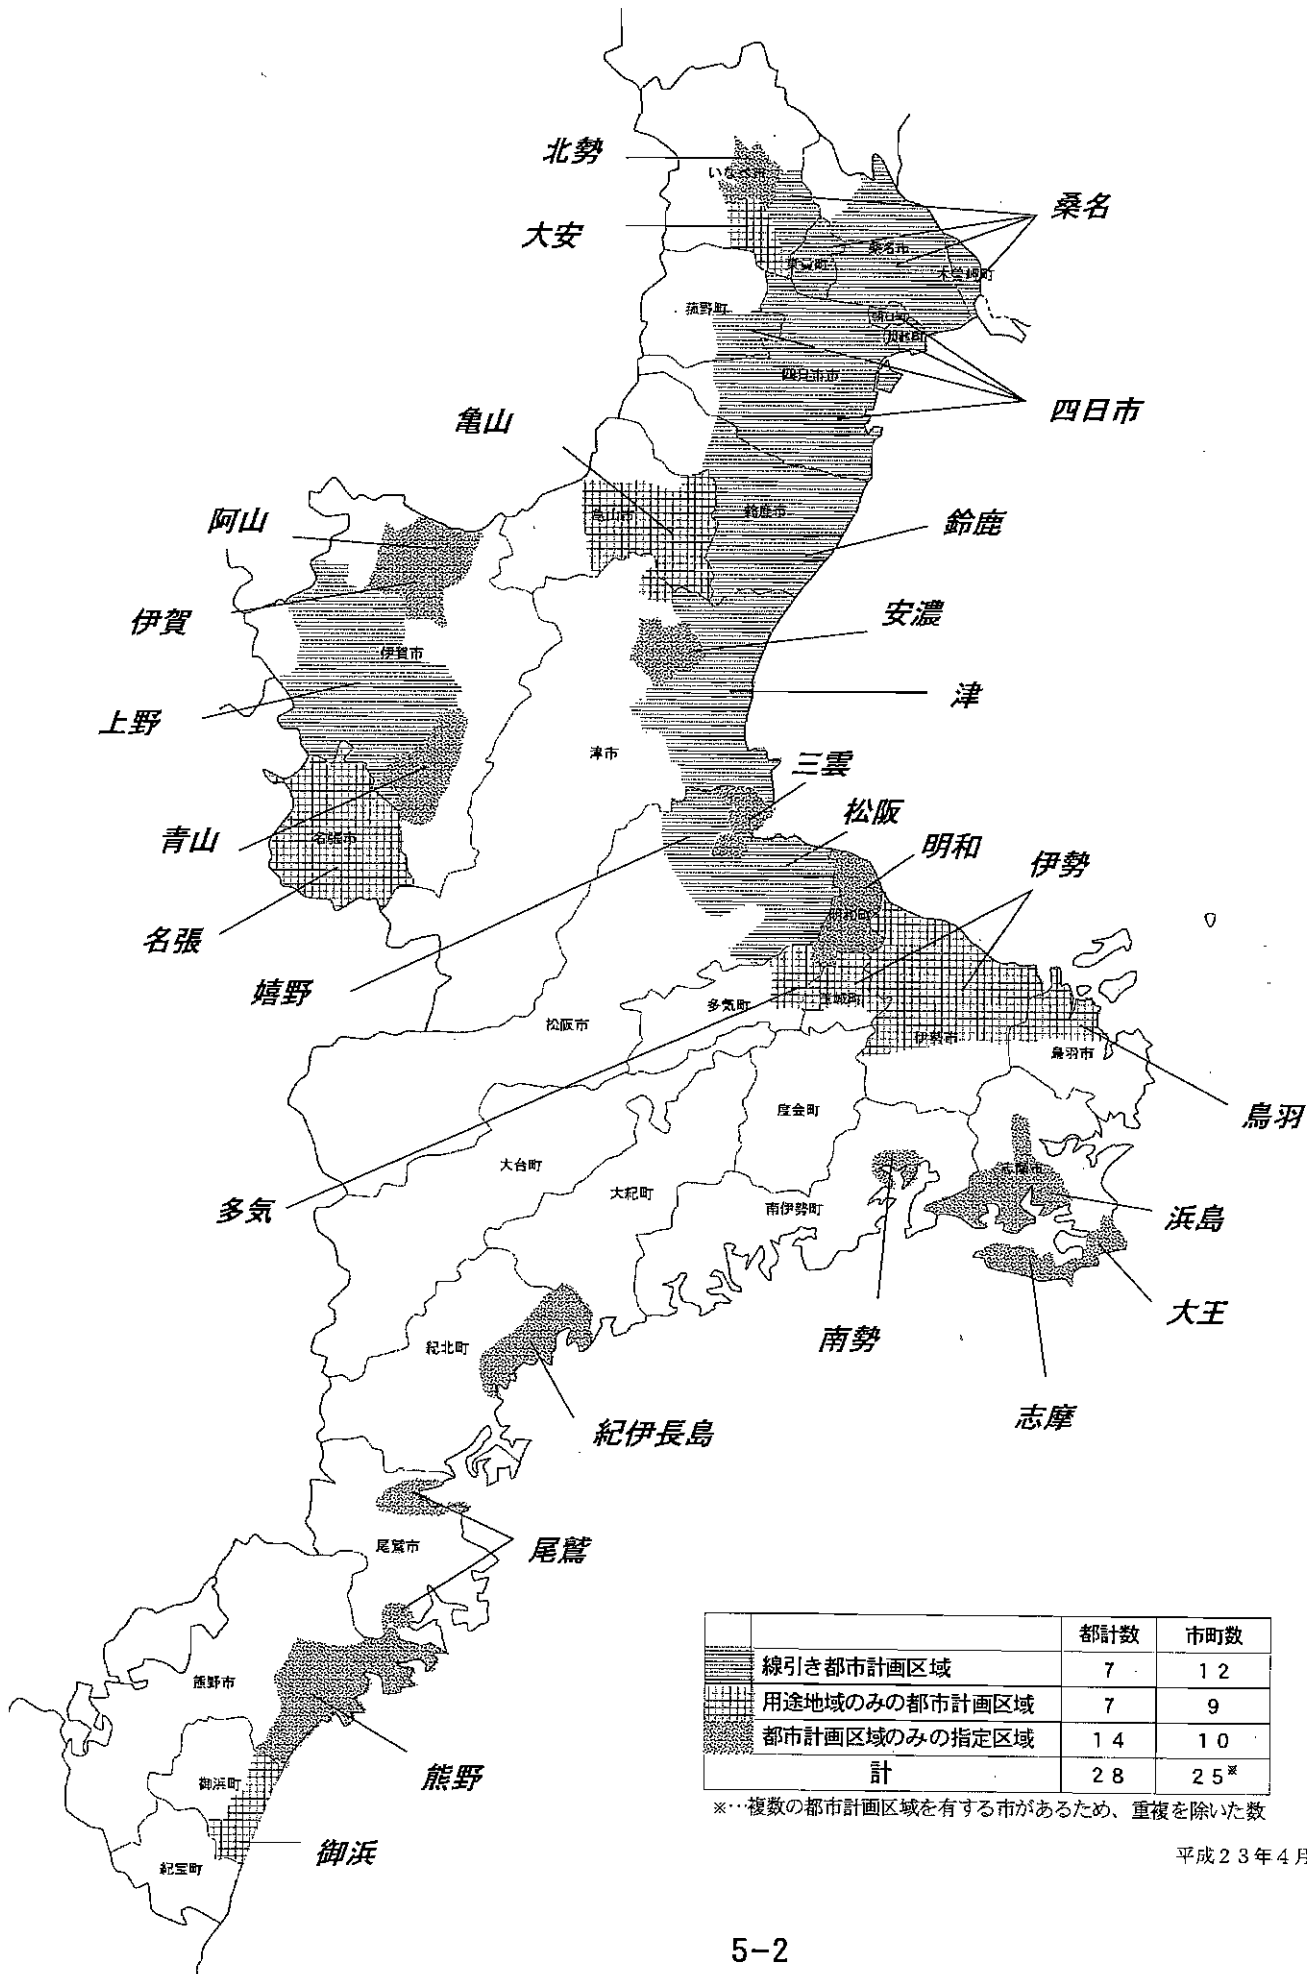 北勢
いなべ市
桑名
大安
桑名市
東員町
木曽岬町
菰野町
朝日町
川越町
四日市市
四日市
亀山
阿山
亀山市
鈴鹿市
鈴鹿
伊賀
安濃
伊賀市
上野
津
津市
三雲
松阪
青山
名張市
明和
伊勢
名張
明和町
嬉野
多気町
玉城町
松阪市
伊勢市
鳥羽市
度会町
鳥羽
大台町
志摩市
大紀町
多気
南伊勢町
浜島
大王
南勢
紀北町
志摩
紀伊長島
尾鷲市
尾鷲
熊野市
熊野
御浜町
御浜
紀宝町
都計数 市町数
線引き都市計画区域 7 12
用途地域のみの都市計画区域 7 9
都市計画区域のみの指定区域 14 10
計 28 25※
※…複数の都市計画区域を有する市があるため、重複を除いた数
平成23年4月
5-2